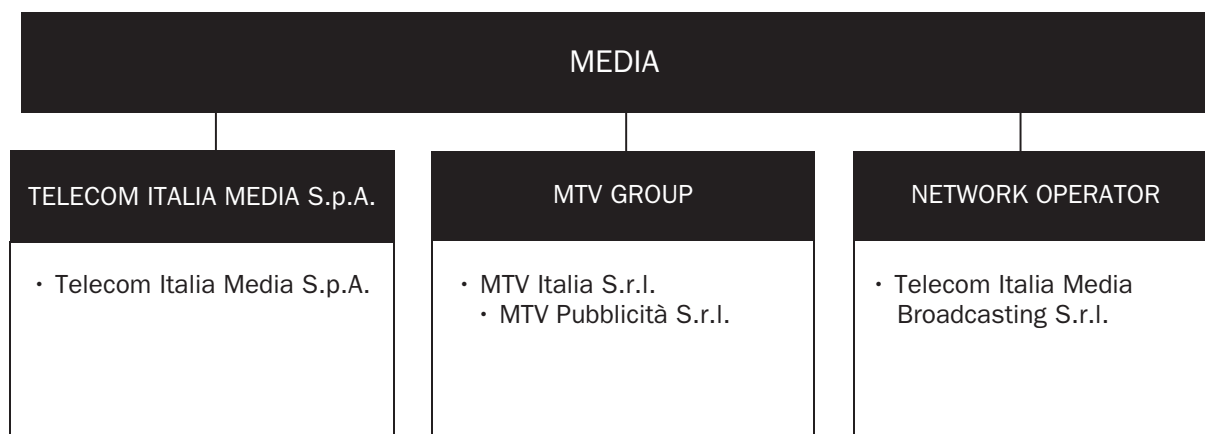 MEDIA
TELECOM ITALIA MEDIA S.p.A.
· Telecom Italia Media S.p.A.
MTV GROUP
· MTV Italia S.r.l.
· MTV Pubblicità S.r.l.
NETWORK OPERATOR
· Telecom Italia Media
Broadcasting S.r.l.